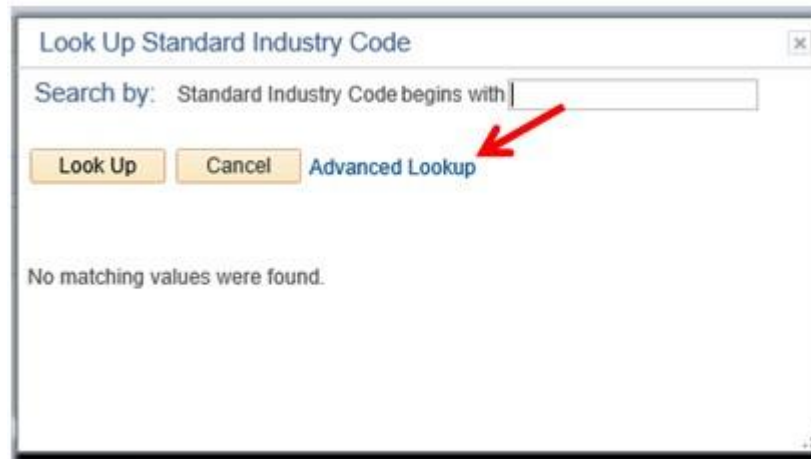 Look Up Standard Industry Code
Search by: Standard Industry Code begins with
Look Up Cancel Advanced Lookup
No matching values were found.